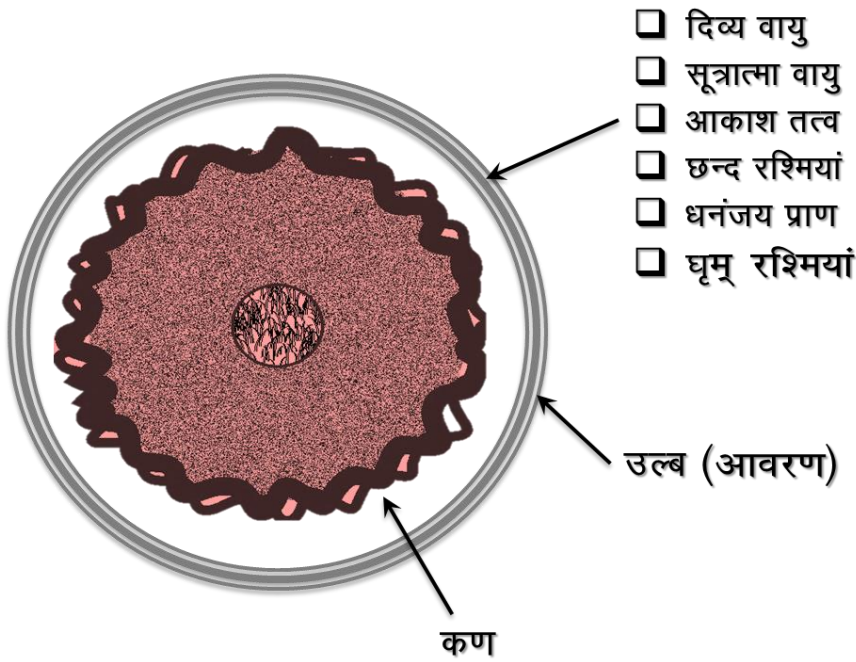 दिव्य वायु
सूत्रात्मा वायु
आकाश तत्व
छन्द रश्मियां
धनंजय प्राण
घृम् रश्मियां
उल्ब (आवरण)
कण